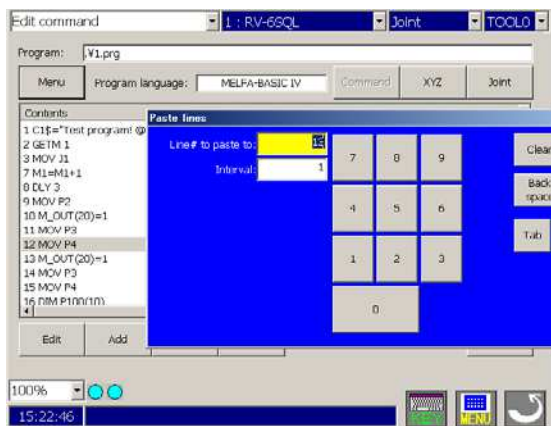 Edit command
1 : RV-6SQL
Joint
TOOL0
Program:
.¥1.prg
Menu
Program language:
MELFA-BASIC IV
Command
XYZ
Joint
Contents
Paste lines
1 C1$="Test program! @
2 GETM 1
3 MOV J1
7 M1=M1+1
8 DLY 3
9 MOV P2
10 M_OUT(20)=1
11 MOV P3
12 MOV P4
13 M_OUT(20)=1
14 MOV P3
15 MOV P4
16 DIM P100(10)
Line# to paste to:
Interval:
1
7
8
9
4
5
6
1
2
3
0
Clear
Back
space
Tab
Edit
Add
100%
15:22:46
MENU